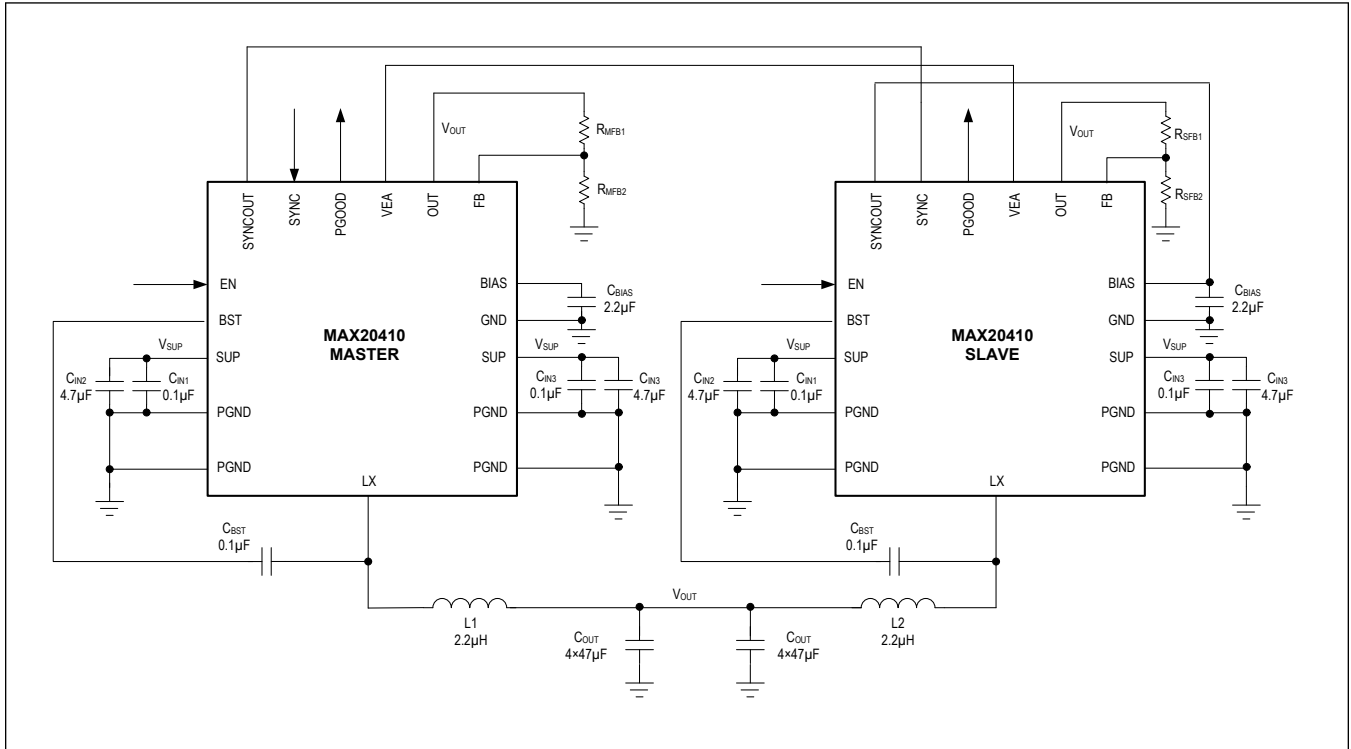 VOUT
RMFB1
RMFB2
SYNCOUT
SYNC
PGOOD
VEA
OUT
FB
EN
BST
SUP
PGND
PGND
LX
BIAS
GND
SUP
PGND
PGND
MAX20410
MASTER
VSUP
CIN2
4.7µF
CIN1
0.1µF
CBIAS
2.2µF
VSUP
CIN3
0.1µF
CIN3
4.7µF
CBST
0.1µF
VOUT
RSFB1
RSFB2
SYNCOUT
SYNC
PGOOD
VEA
OUT
FB
EN
BST
SUP
PGND
PGND
LX
BIAS
GND
SUP
PGND
PGND
MAX20410
SLAVE
VSUP
CIN2
4.7µF
CIN1
0.1µF
CBIAS
2.2µF
VSUP
CIN3
0.1µF
CIN3
4.7µF
CBST
0.1µF
L1
2.2µH
VOUT
COUT
4×47µF
COUT
4×47µF
L2
2.2µH